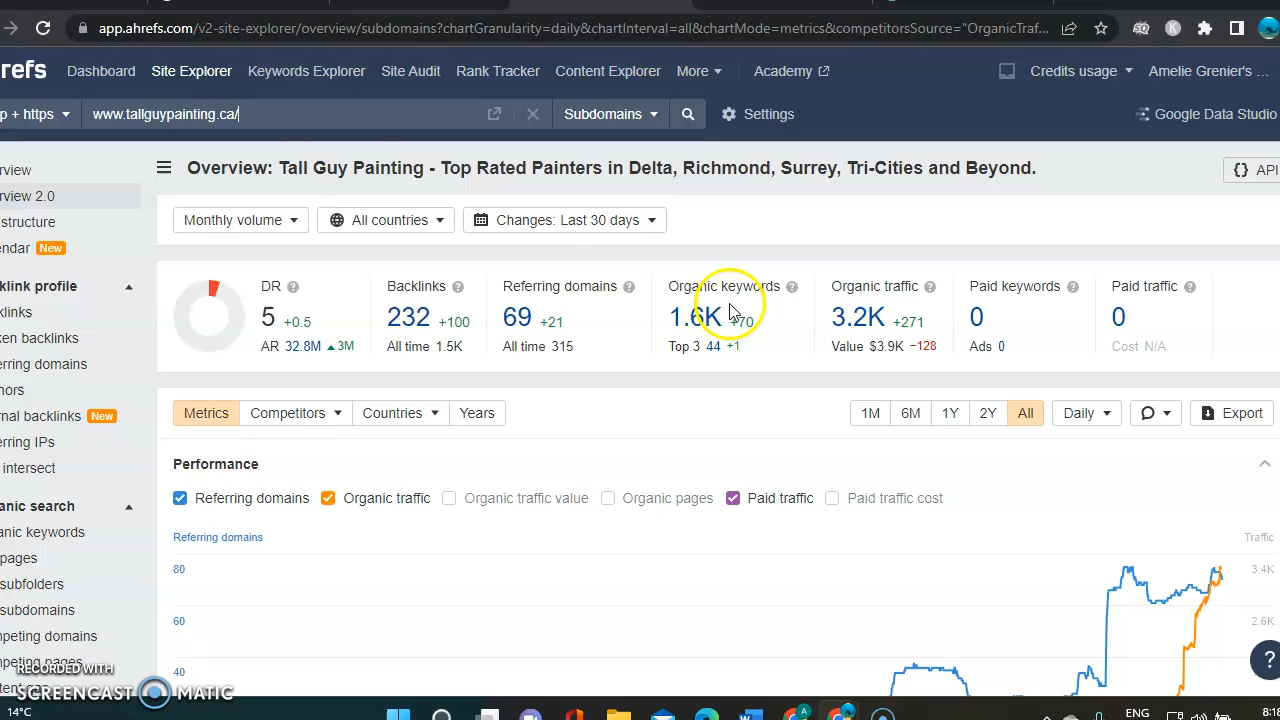 app.ahrefs.com/v2-site-explorer/overview/subdomains?chartGranularity=daily&chartInterval=all&chartMode=metrics&competitorsSource="OrganicTraf...
refs Dashboard Site Explorer Keywords Explorer Site Audit Rank Tracker Content Explorer More Academy Credits usage Amelie Grenier's ...
p + https www.tallguypainting.ca/ Subdomains Settings Google Data Studio
rview
Overview: Tall Guy Painting - Top Rated Painters in Delta, Richmond, Surrey, Tri-Cities and Beyond.
{} API
rview 2.0
structure
endar New
Monthly volume All countries Changes: Last 30 days
klink profile
klinks
ken backlinks
erring domains
hors
rnal backlinks New
erring IPs
intersect
anic search
anic keywords
pages
subfolders
subdomains
mpeting domains
mpeting pages
DR Backlinks Referring domains Organic keywords Organic traffic Paid keywords Paid traffic
5 +0.5 232 +100 69 +21 1.6K +70 3.2K +271 0 0
AR 32.8M 3M All time 1.5K All time 315 Top 3 44 +1 Value $3.9K −128 Ads 0 Cost N/A
Metrics Competitors Countries Years 1M 6M 1Y 2Y All Daily Export
Performance
Referring domains Organic traffic Organic traffic value Organic pages Paid traffic Paid traffic cost
Referring domains Traffic
80 3.4K
60 2.6K
40
?
RECORDED WITH
SCREENCAST MATIC
14°C ENG 8:18